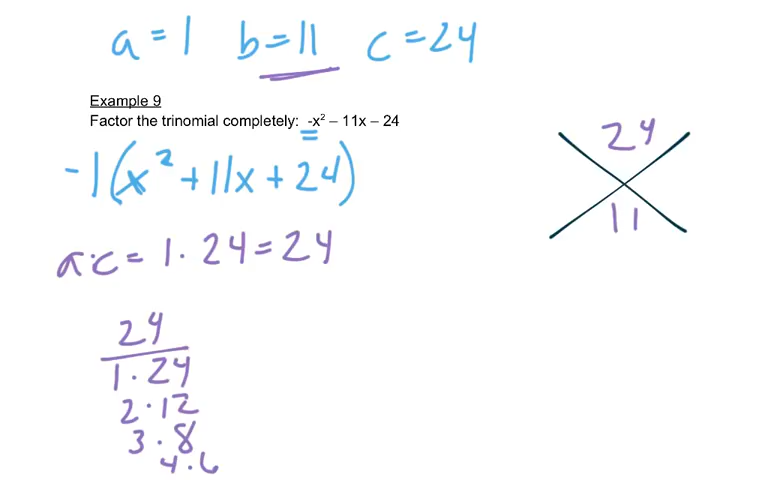 a = 1 b = 11 c = 24
Example 9
Factor the trinomial completely: -x² – 11x – 24
-1(x² + 11x + 24)
a·c = 1 · 24 = 24
24
11
24
1 · 24
2 · 12
3 · 8
4 · 6